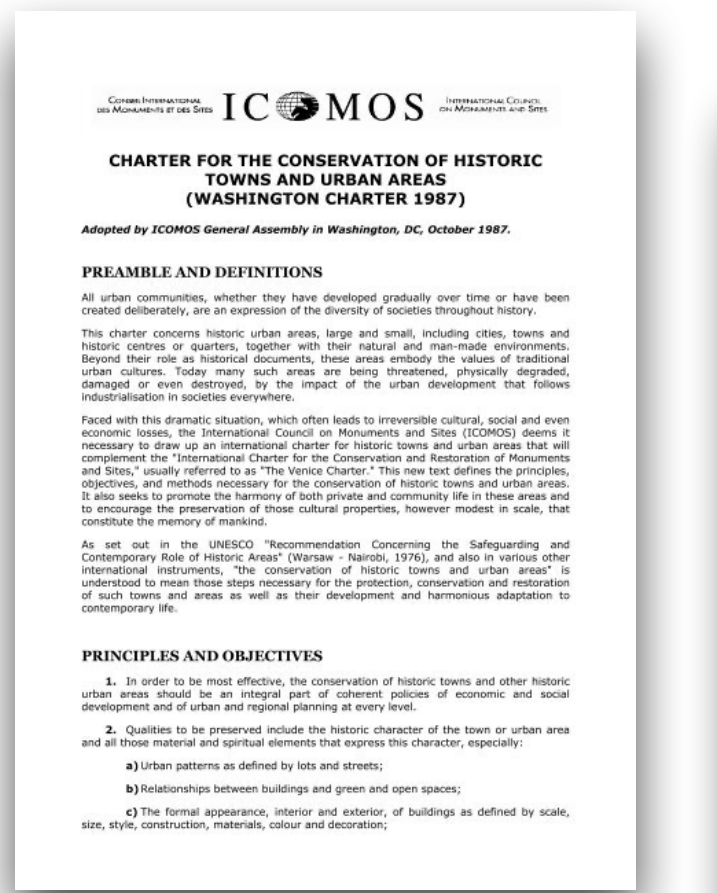 CONSEIL INTERNATIONAL
DES MONUMENTS ET DES SITES
ICOMOS
INTERNATIONAL COUNCIL
ON MONUMENTS AND SITES
CHARTER FOR THE CONSERVATION OF HISTORIC
TOWNS AND URBAN AREAS
(WASHINGTON CHARTER 1987)
Adopted by ICOMOS General Assembly in Washington, DC, October 1987.
PREAMBLE AND DEFINITIONS
All urban communities, whether they have developed gradually over time or have been
created deliberately, are an expression of the diversity of societies throughout history.
This charter concerns historic urban areas, large and small, including cities, towns and
historic centres or quarters, together with their natural and man-made environments.
Beyond their role as historical documents, these areas embody the values of traditional
urban cultures. Today many such areas are being threatened, physically degraded,
damaged or even destroyed, by the impact of the urban development that follows
industrialisation in societies everywhere.
Faced with this dramatic situation, which often leads to irreversible cultural, social and even
economic losses, the International Council on Monuments and Sites (ICOMOS) deems it
necessary to draw up an international charter for historic towns and urban areas that will
complement the "International Charter for the Conservation and Restoration of Monuments
and Sites," usually referred to as "The Venice Charter." This new text defines the principles,
objectives, and methods necessary for the conservation of historic towns and urban areas.
It also seeks to promote the harmony of both private and community life in these areas and
to encourage the preservation of those cultural properties, however modest in scale, that
constitute the memory of mankind.
As set out in the UNESCO "Recommendation Concerning the Safeguarding and
Contemporary Role of Historic Areas" (Warsaw - Nairobi, 1976), and also in various other
international instruments, "the conservation of historic towns and urban areas" is
understood to mean those steps necessary for the protection, conservation and restoration
of such towns and areas as well as their development and harmonious adaptation to
contemporary life.
PRINCIPLES AND OBJECTIVES
1. In order to be most effective, the conservation of historic towns and other historic
urban areas should be an integral part of coherent policies of economic and social
development and of urban and regional planning at every level.
2. Qualities to be preserved include the historic character of the town or urban area
and all those material and spiritual elements that express this character, especially:
a) Urban patterns as defined by lots and streets;
b) Relationships between buildings and green and open spaces;
c) The formal appearance, interior and exterior, of buildings as defined by scale,
size, style, construction, materials, colour and decoration;